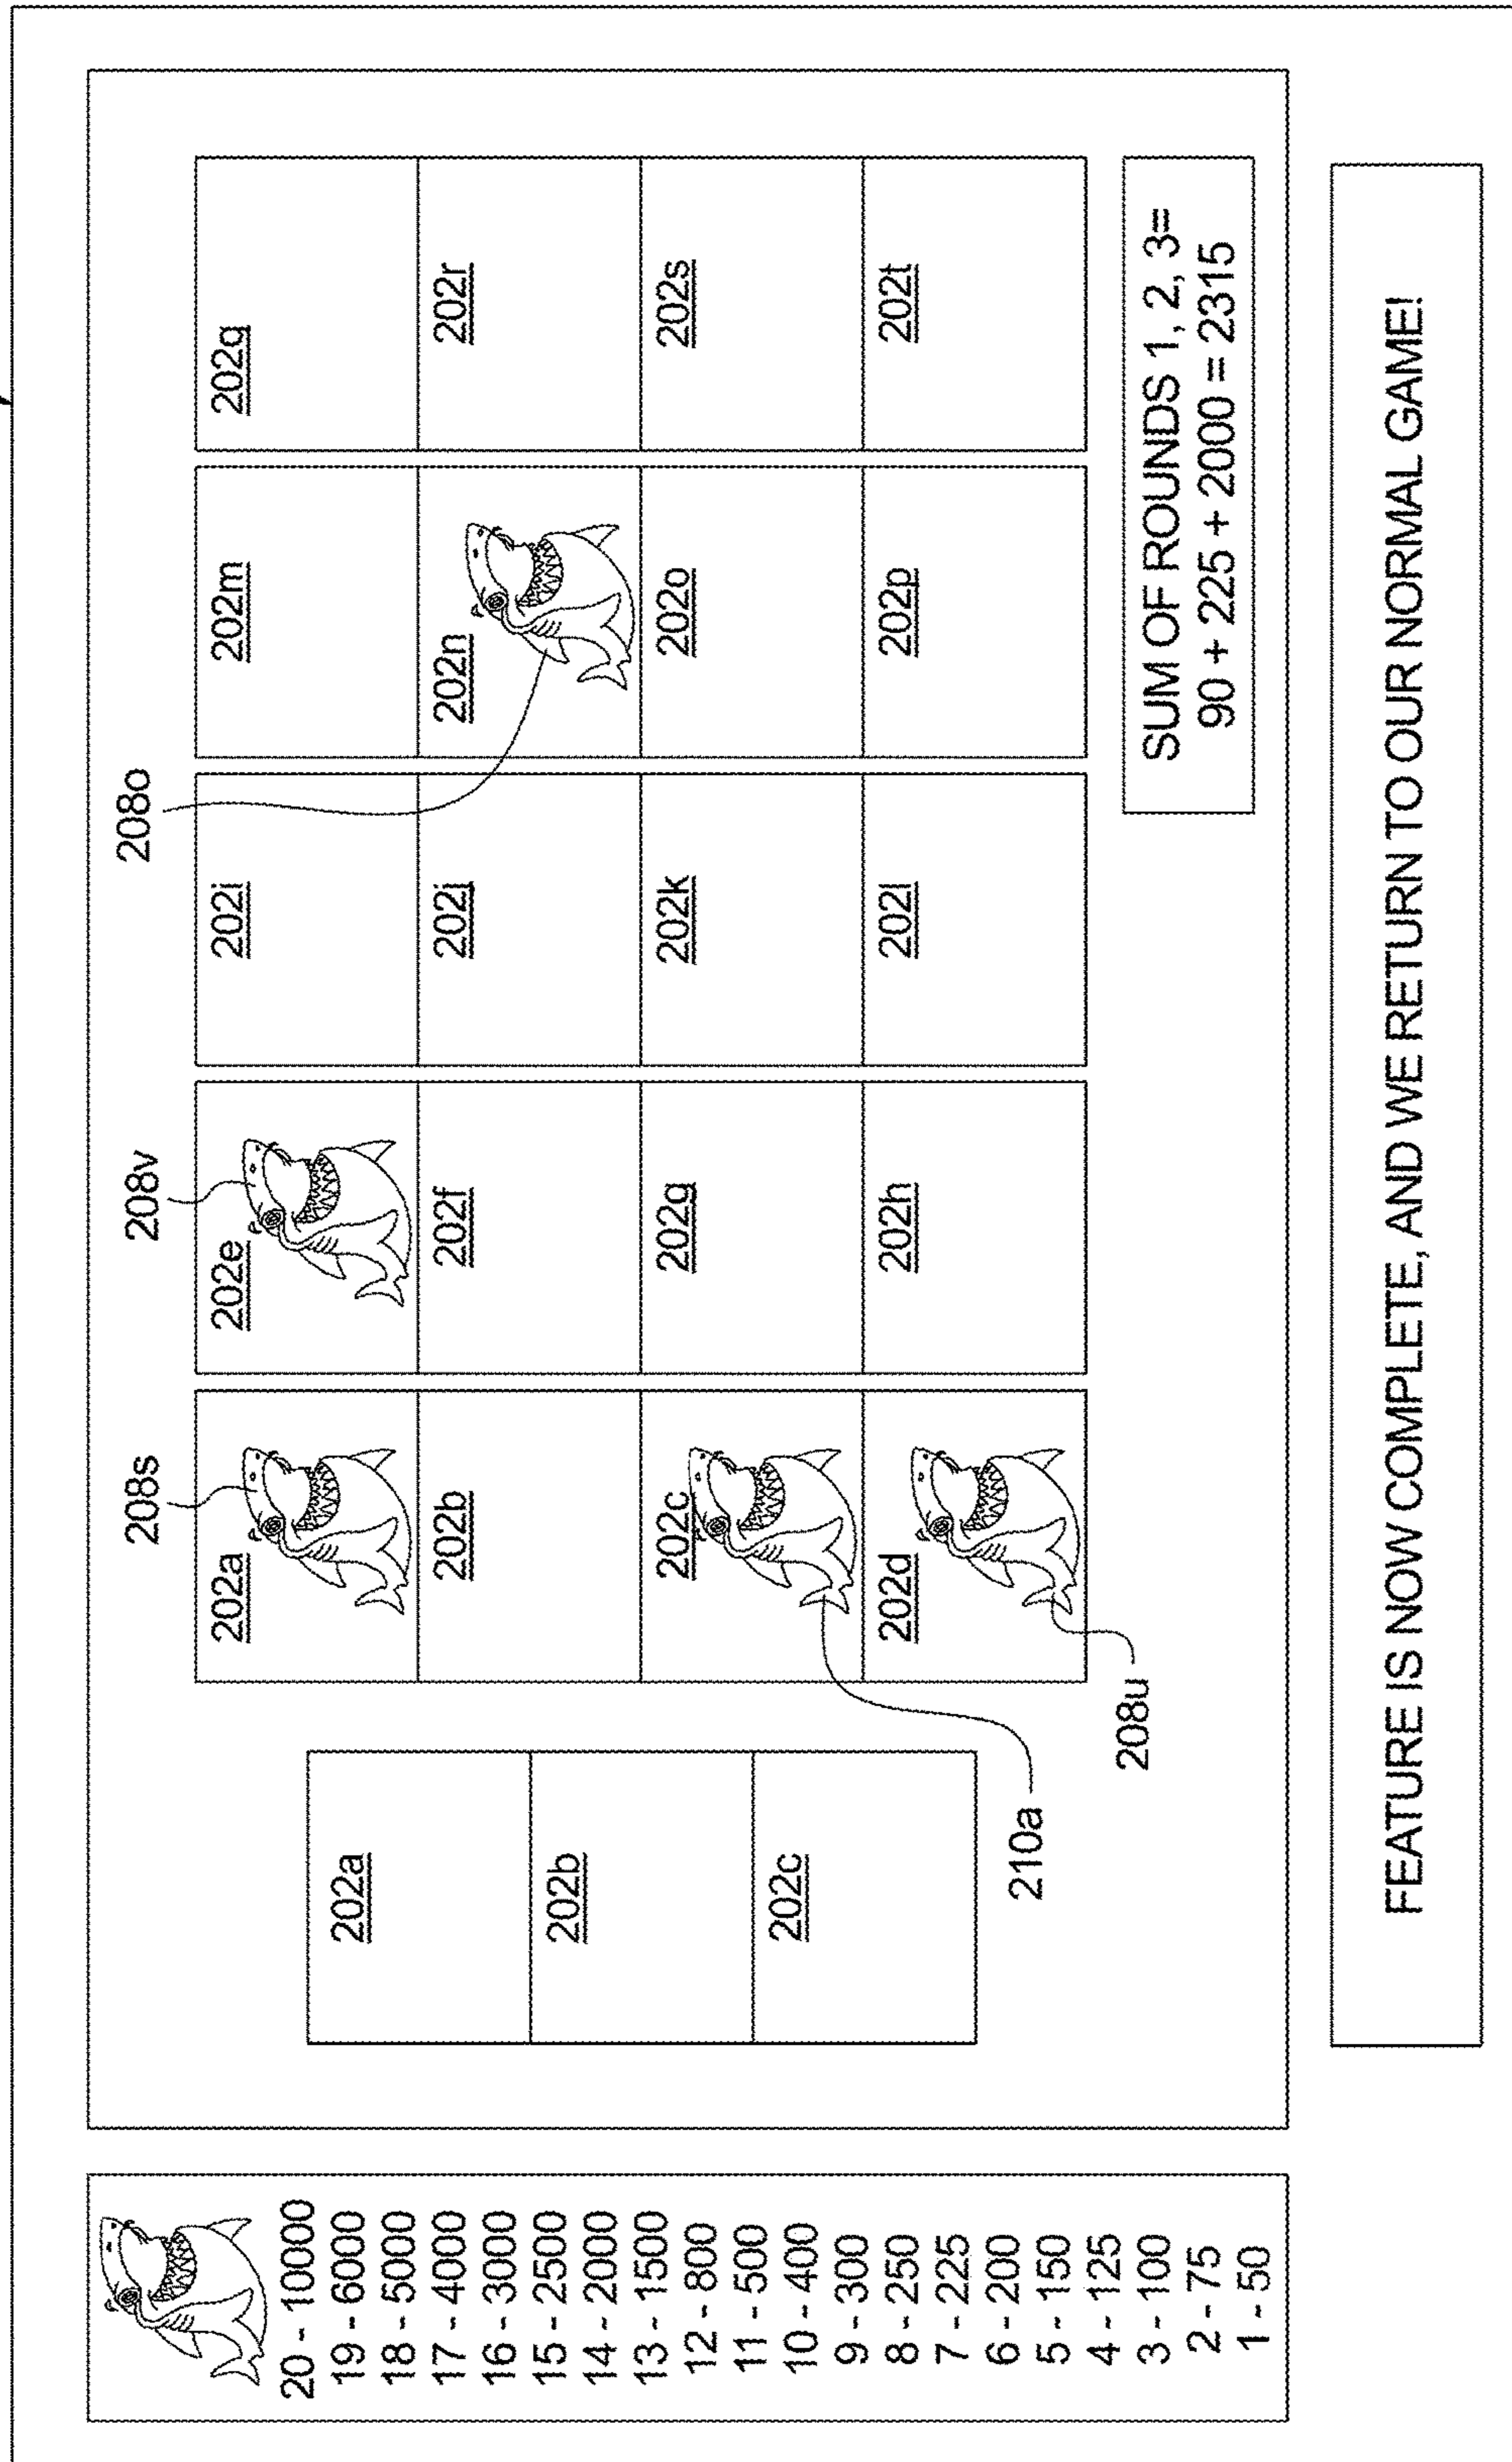 20 - 10000
19 - 6000
18 - 5000
17 - 4000
16 - 3000
15 - 2500
14 - 2000
13 - 1500
12 - 800
11 - 500
10 - 400
9 - 300
8 - 250
7 - 225
6 - 200
5 - 150
4 - 125
3 - 100
2 - 75
1 - 50
202a
202b
202c
210a
208s
202a
202b
202c
202d
208u
208v
202e
202f
202g
202h
208o
202i
202j
202k
202l
202m
202n
202o
202p
202q
202r
202s
202t
SUM OF ROUNDS 1, 2, 3=
90 + 225 + 2000 = 2315
FEATURE IS NOW COMPLETE, AND WE RETURN TO OUR NORMAL GAME!